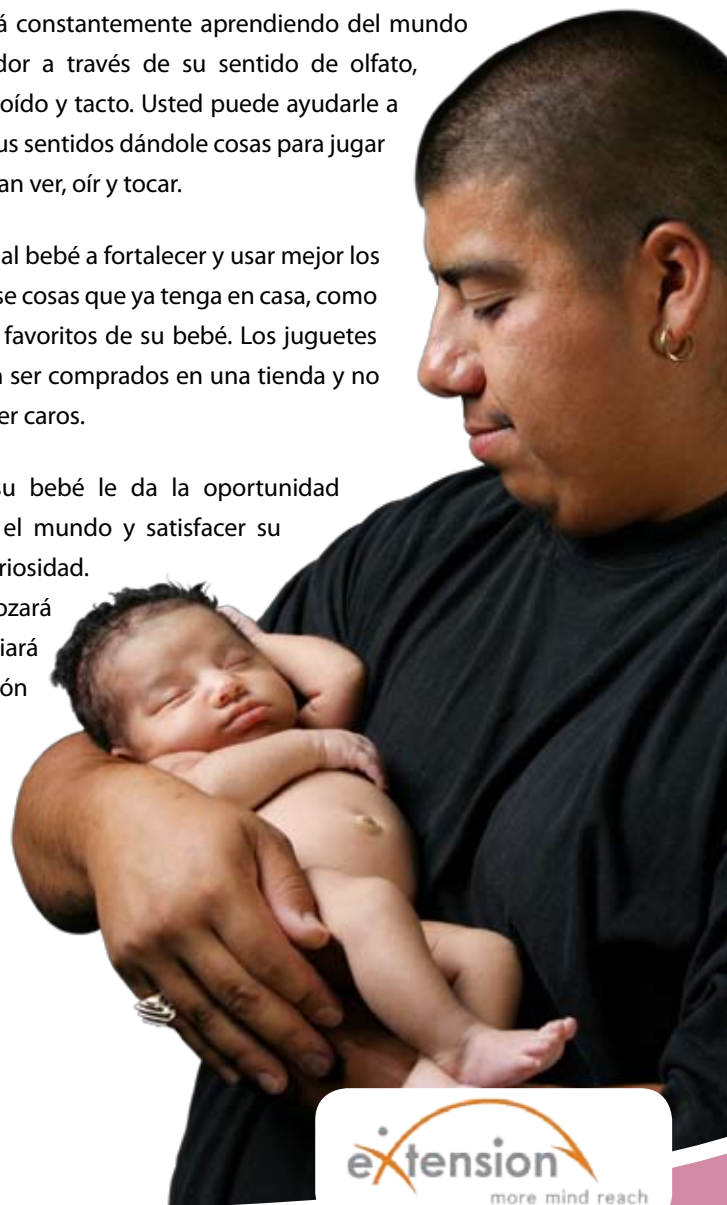 á constantemente aprendiendo del mundo
dor a través de su sentido de olfato,
oído y tacto. Usted puede ayudarle a
us sentidos dándole cosas para jugar
an ver, oír y tocar.
al bebé a fortalecer y usar mejor los
se cosas que ya tenga en casa, como
favoritos de su bebé. Los juguetes
n ser comprados en una tienda y no
er caros.
su bebé le da la oportunidad
el mundo y satisfacer su
riosidad.
ozará
iará
ón
extension
more mind reach